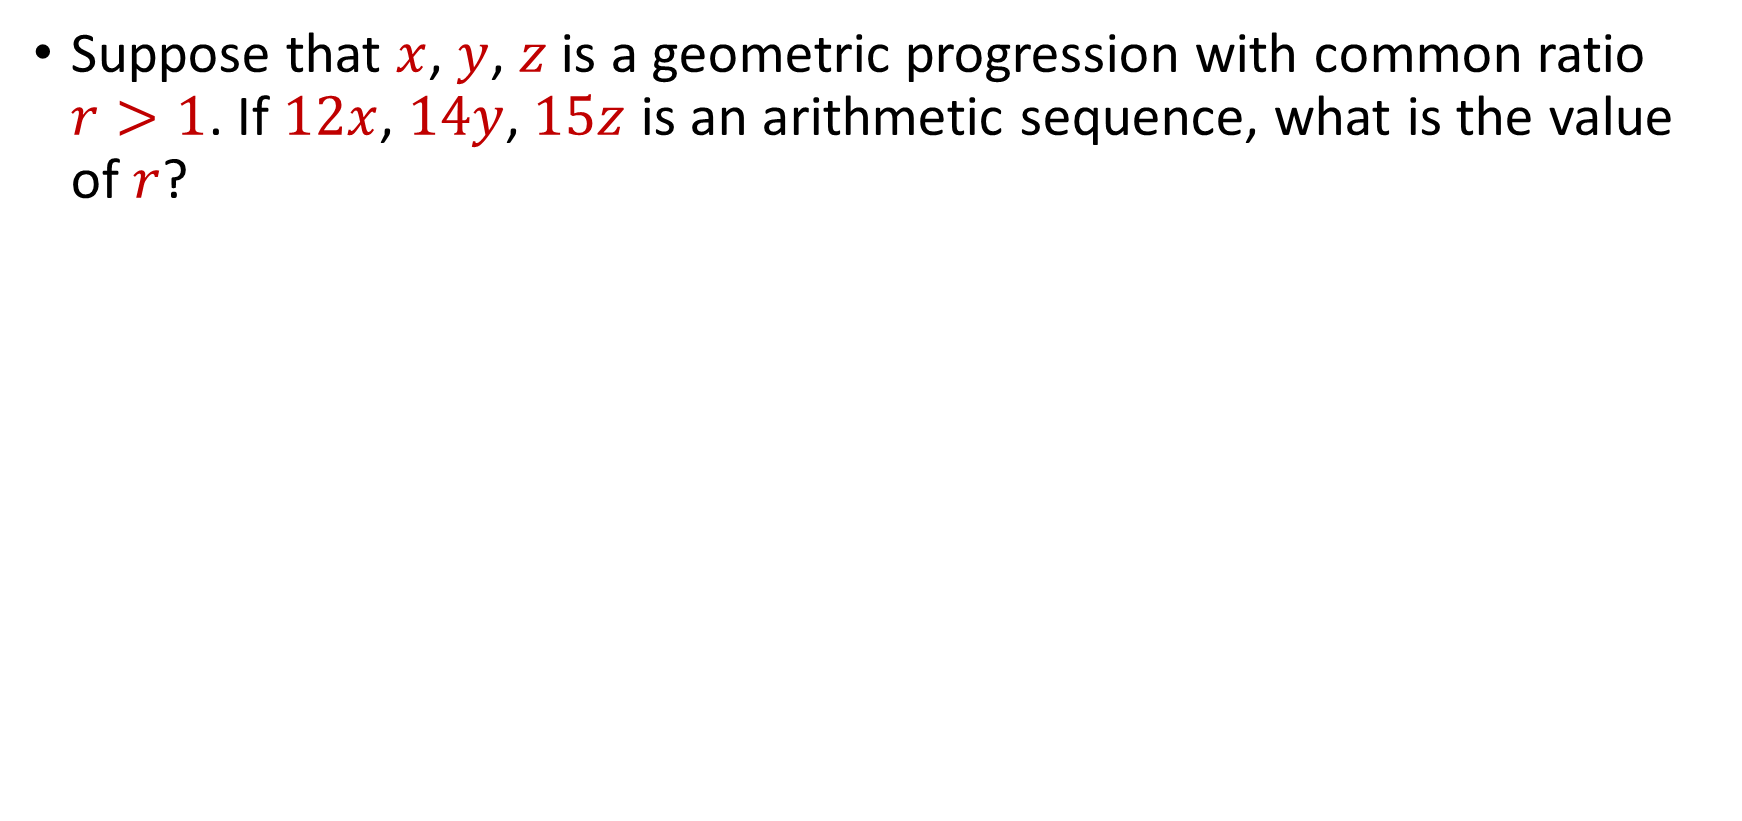 • Suppose that x, y, z is a geometric progression with common ratio
r > 1. If 12x, 14y, 15z is an arithmetic sequence, what is the value
of r?